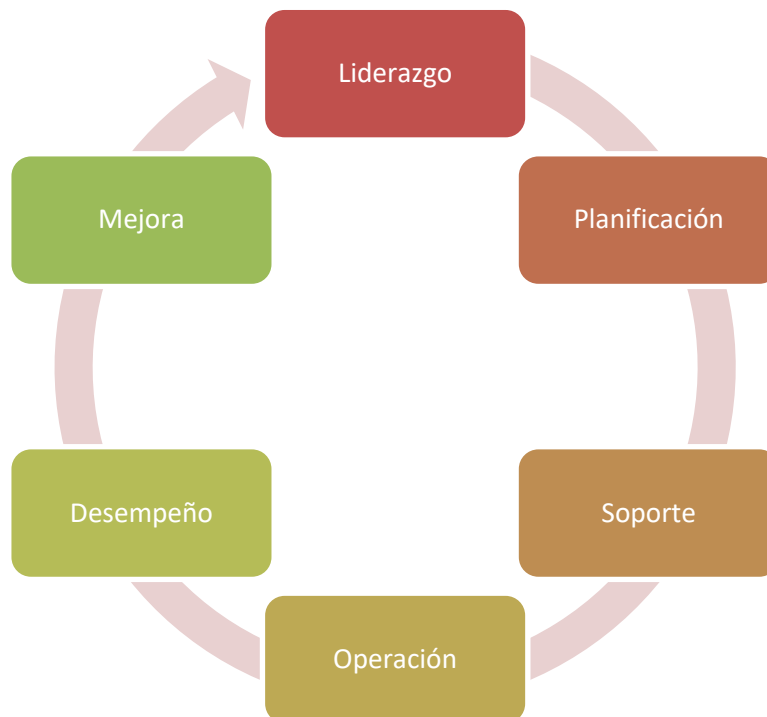 Liderazgo
Planificación
Soporte
Operación
Desempeño
Mejora